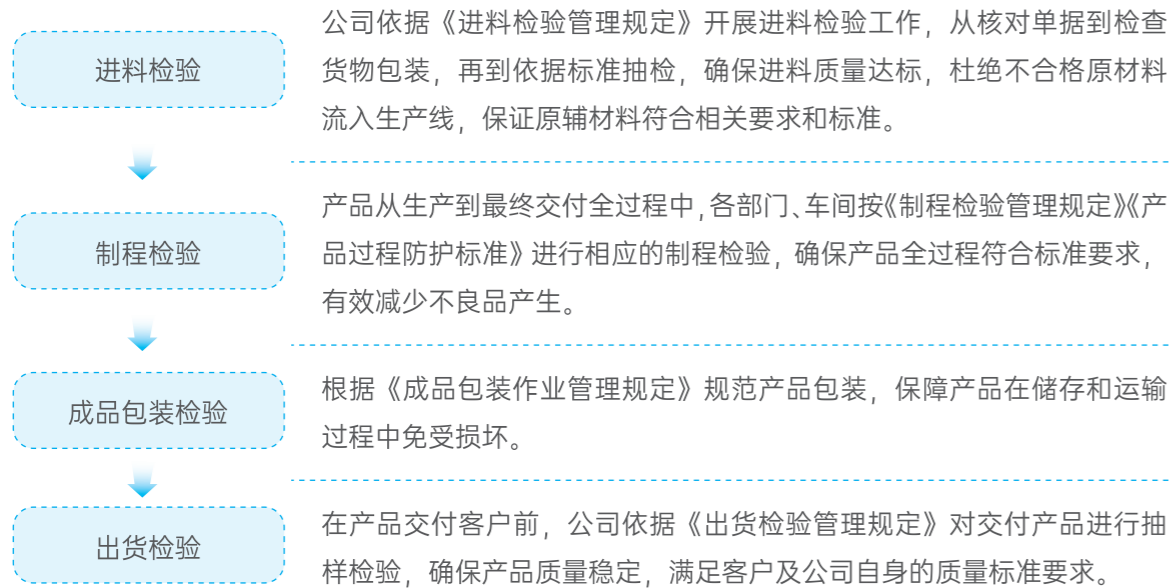 进料检验
公司依据《进料检验管理规定》开展进料检验工作，从核对单据到检查
货物包装，再到依据标准抽检，确保进料质量达标，杜绝不合格原材料
流入生产线，保证原辅材料符合相关要求和标准。
制程检验
产品从生产到最终交付全过程中，各部门、车间按《制程检验管理规定》《产
品过程防护标准》进行相应的制程检验，确保产品全过程符合标准要求，
有效减少不良品产生。
成品包装检验
根据《成品包装作业管理规定》规范产品包装，保障产品在储存和运输
过程中免受损坏。
出货检验
在产品交付客户前，公司依据《出货检验管理规定》对交付产品进行抽
样检验，确保产品质量稳定，满足客户及公司自身的质量标准要求。